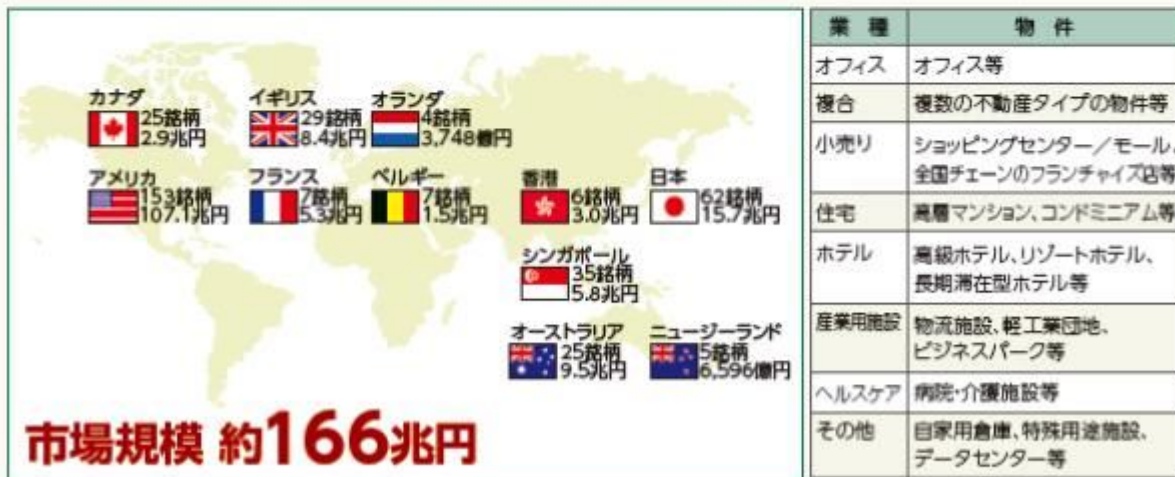 カナダ
25銘柄
2.9兆円
イギリス
29銘柄
8.4兆円
オランダ
4銘柄
3,748億円
アメリカ
153銘柄
107.1兆円
フランス
7銘柄
5.3兆円
ベルギー
7銘柄
1.5兆円
香港
6銘柄
3.0兆円
日本
62銘柄
15.7兆円
シンガポール
35銘柄
5.8兆円
オーストラリア
25銘柄
9.5兆円
ニュージーランド
5銘柄
6,596億円
市場規模 約166兆円
業種 物件
オフィス オフィス等
複合 複数の不動産タイプの物件等
小売り ショッピングセンター/モール、
全国チェーンのフランチャイズ店等
住宅 高層マンション、コンドミニアム等
ホテル 高級ホテル、リゾートホテル、
長期滞在型ホテル等
産業用施設 物流施設、軽工業団地、
ビジネスパーク等
ヘルスケア 病院・介護施設等
その他 自家用倉庫、特殊用途施設、
データセンター等